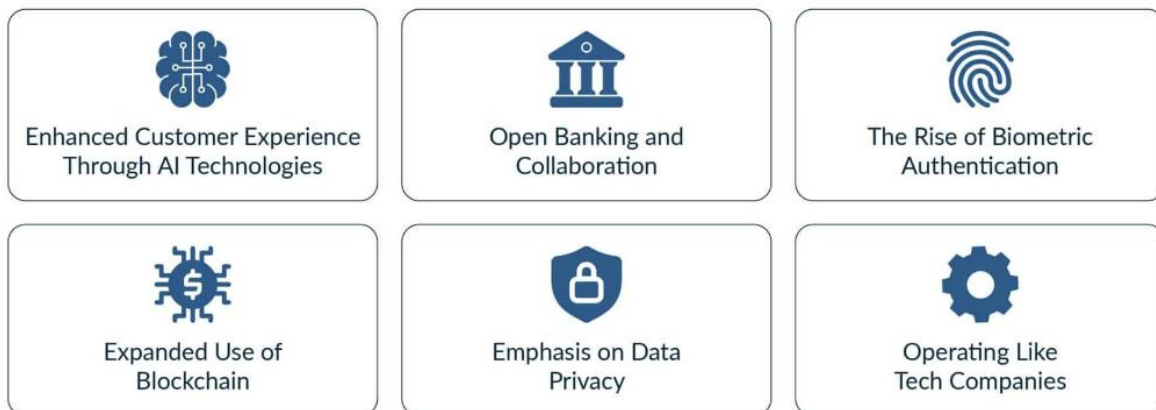 Enhanced Customer Experience
Through AI Technologies
Open Banking and
Collaboration
The Rise of Biometric
Authentication
$
Expanded Use of
Blockchain
Emphasis on Data
Privacy
Operating Like
Tech Companies